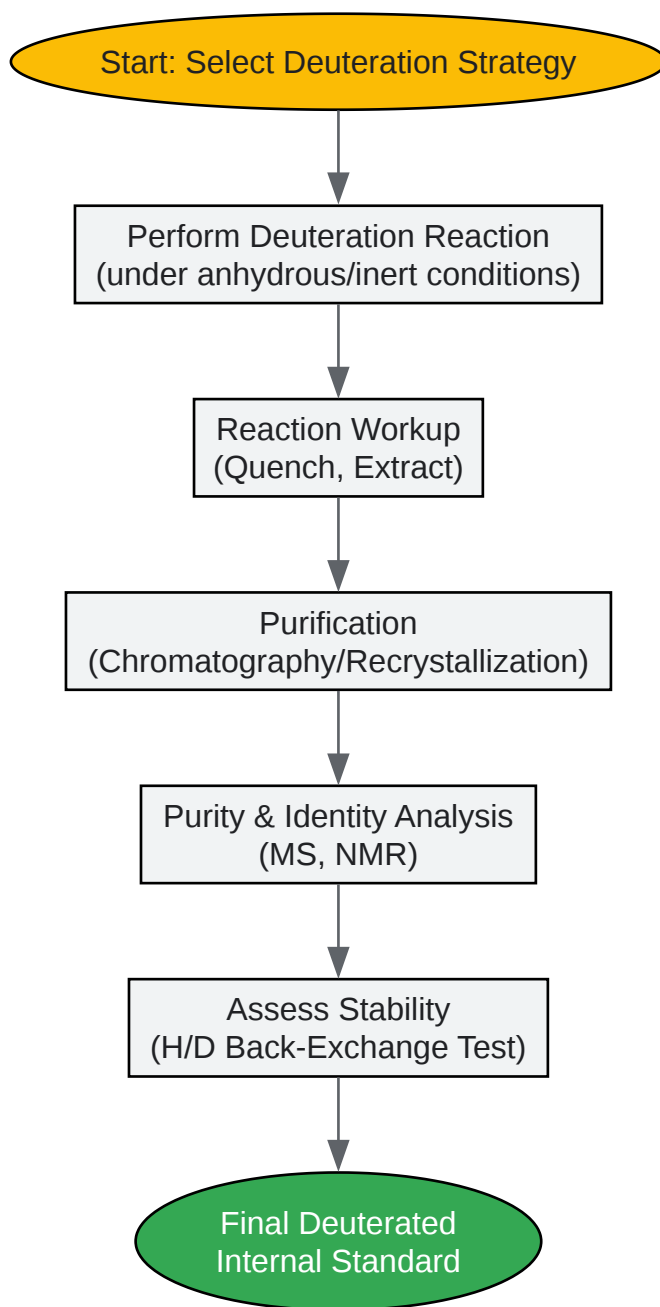 Start: Select Deuteration Strategy
Perform Deuteration Reaction
(under anhydrous/inert conditions)
Reaction Workup
(Quench, Extract)
Purification
(Chromatography/Recrystallization)
Purity & Identity Analysis
(MS, NMR)
Assess Stability
(H/D Back-Exchange Test)
Final Deuterated
Internal Standard